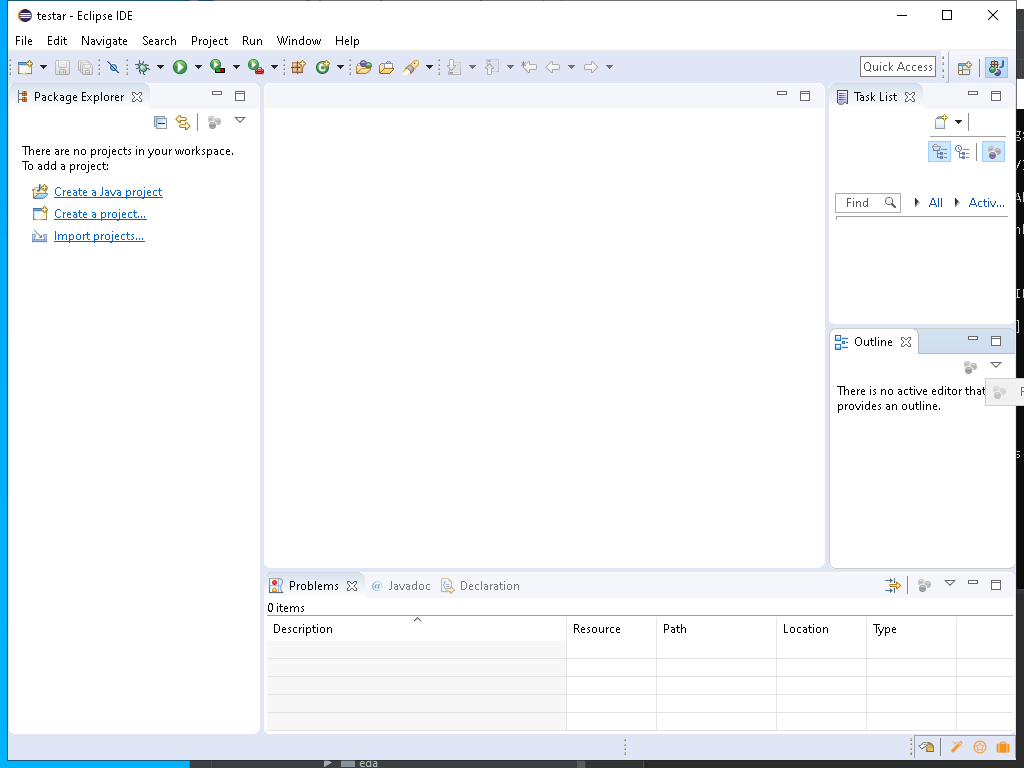 testar - Eclipse IDE
File Edit Navigate Search Project Run Window Help
Quick Access
Package Explorer
Task List
There are no projects in your workspace.
To add a project:
Create a Java project
Create a project...
Import projects...
Find
All
Activ...
Outline
There is no active editor that
provides an outline.
Problems
@ Javadoc
Declaration
0 items
Description Resource Path Location Type
eda